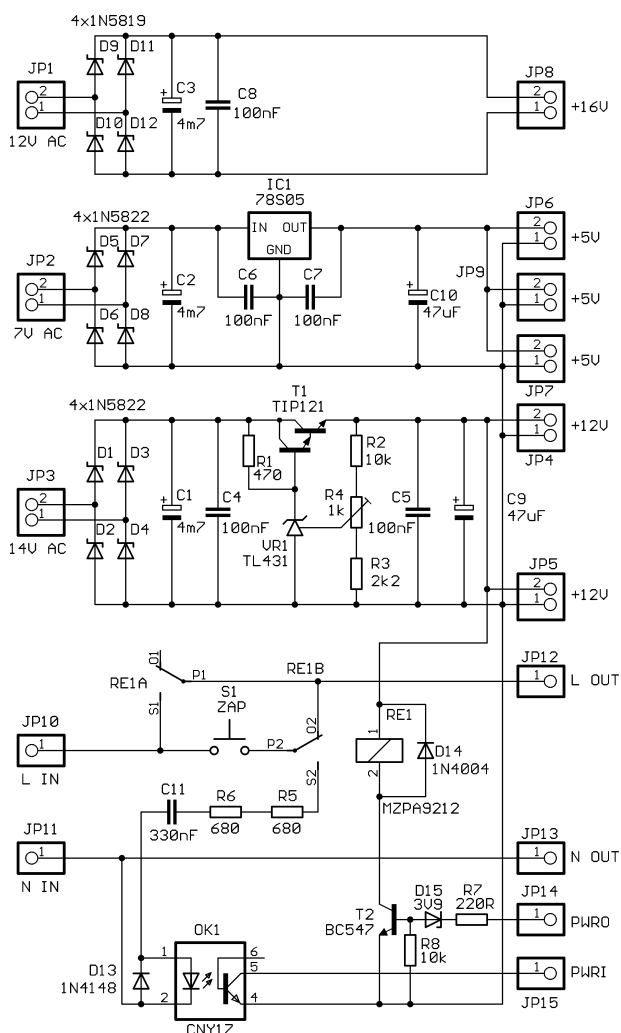 4x1N5819
D9 D11
JP1
2
1
12V AC
D10 D12
C3
+
4m7
C8
100nF
JP8
2
1
+16V
IC1
78S05
4x1N5822
D5 D7
JP2
2
1
7V AC
D6 D8
C2
+
4m7
IN OUT
GND
C6
100nF
C7
100nF
C10
+
47uF
JP6
2
1
+5V
JP9
2
1
+5V
2
1
+5V
JP7
T1
TIP121
4x1N5822
D1 D3
JP3
2
1
14V AC
D2 D4
C1
+
4m7
C4
100nF
R1
470
VR1
TL431
R2
10k
R4
1k
R3
2k2
C5
100nF
C9
+
47uF
2
1
+12V
JP4
JP5
2
1
+12V
O1
P1
RE1A
S1
S1
ZAP
RE1B
O2
P2
S2
JP12
1
L OUT
JP10
1
L IN
RE1
1
2
D14
1N4004
MZPA9212
C11
330nF
R6
680
R5
680
JP11
1
N IN
JP13
1
N OUT
T2
BC547
D15
3V9
R7
220R
R8
10k
JP14
1
PWRO
OK1
1
2
6
5
4
D13
1N4148
CNY17
1
PWRI
JP15